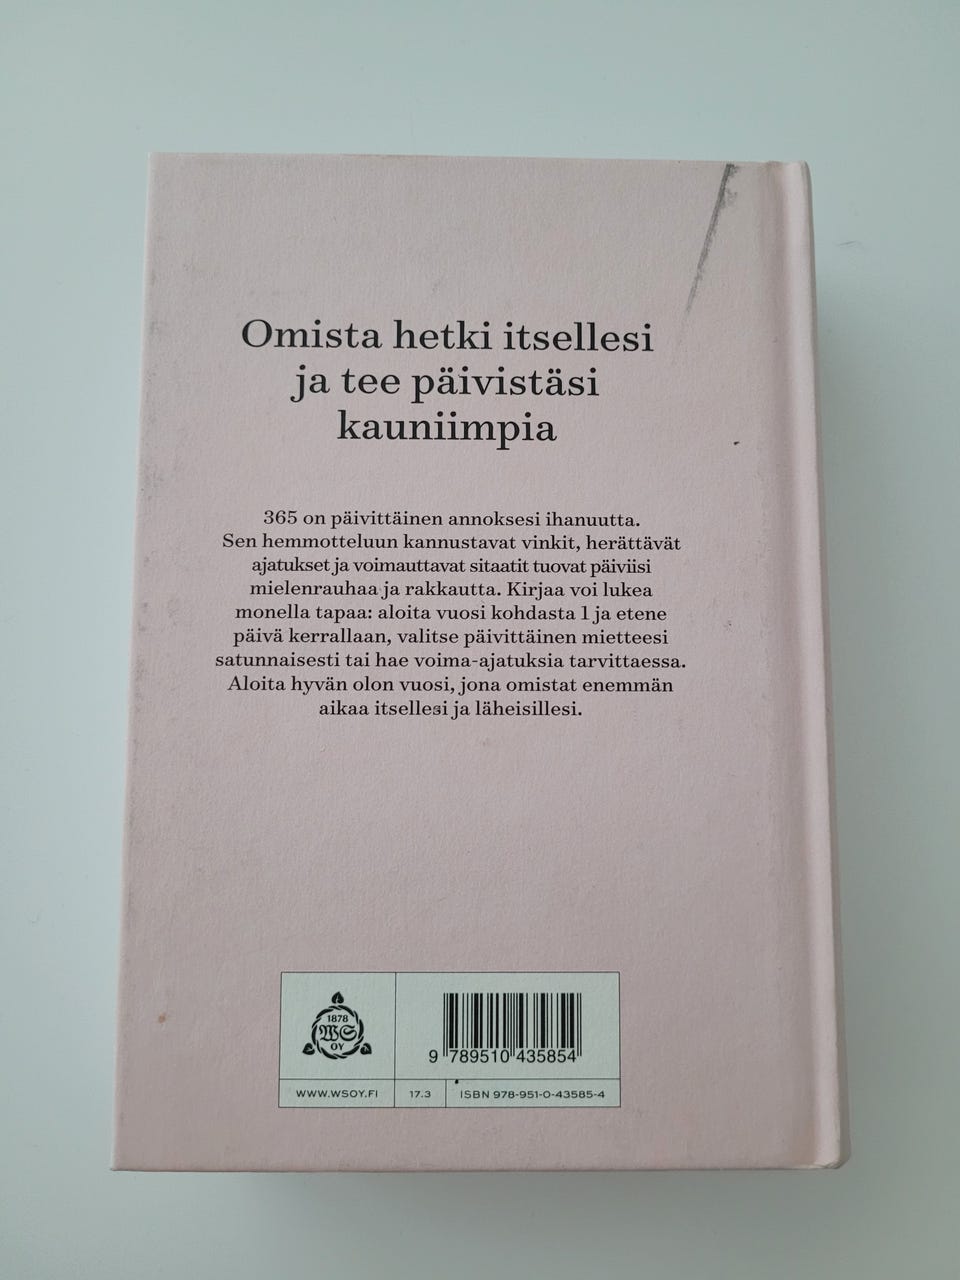 Omista hetki itsellesi
ja tee päivistäsi
kauniimpia
365 on päivittäinen annoksesi ihanuutta.
Sen hemmotteluun kannustavat vinkit, herättävät
ajatukset ja voimauttavat sitaatit tuovat päiviisi
mielenrauhaa ja rakkautta. Kirjaa voi lukea
monella tapaa: aloita vuosi kohdasta 1 ja etene
päivä kerrallaan, valitse päivittäinen mietteesi
satunnaisesti tai hae voima-ajatuksia tarvittaessa.
Aloita hyvän olon vuosi, jona omistat enemmän
aikaa itsellesi ja läheisillesi.
1878
WS
OY
9 789510 435854
WWW.WSOY.FI
17.3
ISBN 978-951-0-43585-4